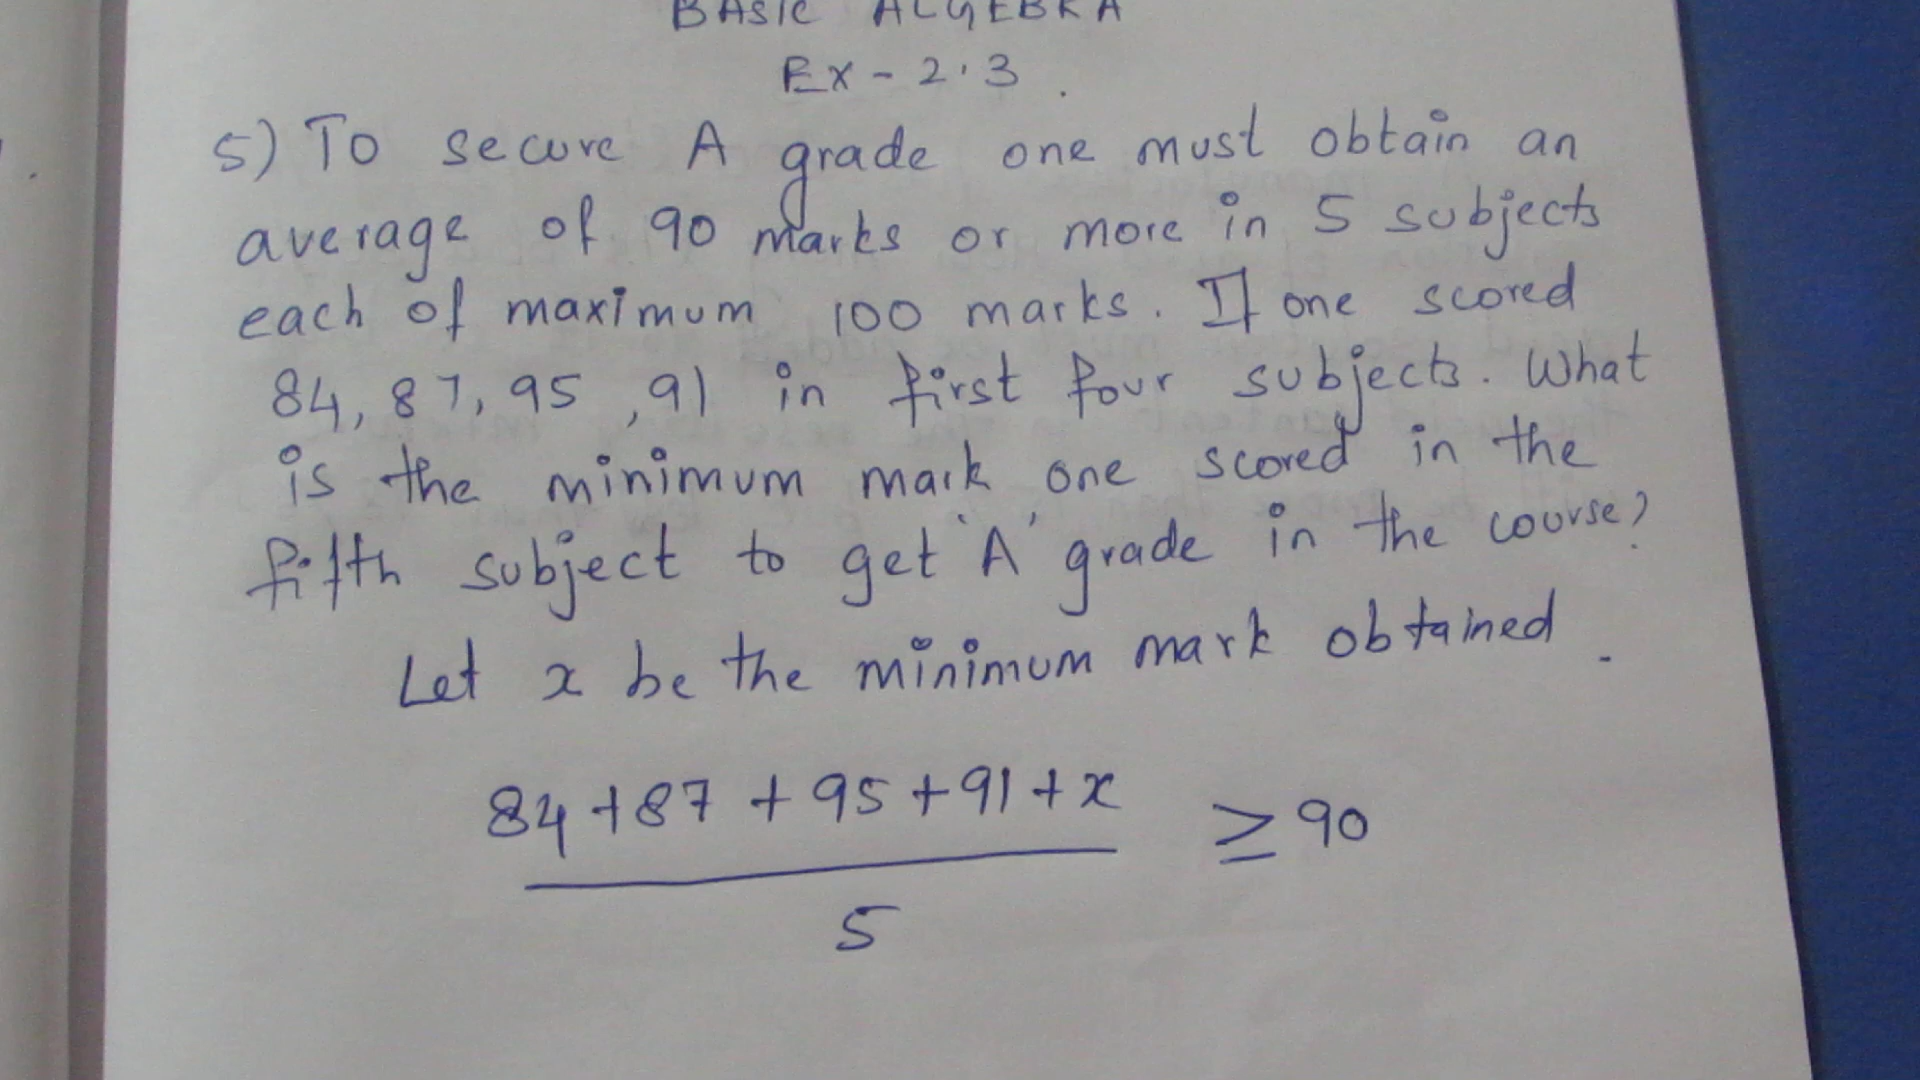 BASIC ALGEBRA
Ex - 2.3.
5) To secure A grade one must obtain an
average of 90 marks or more in 5 subjects
each of maximum 100 marks. If one scored
84, 87, 95, 91 in first four subjects. What
is the minimum mark one scored in the
fifth subject to get 'A' grade in the course?
Let x be the minimum mark obtained.
84+87+95+91+x
≥ 90
5